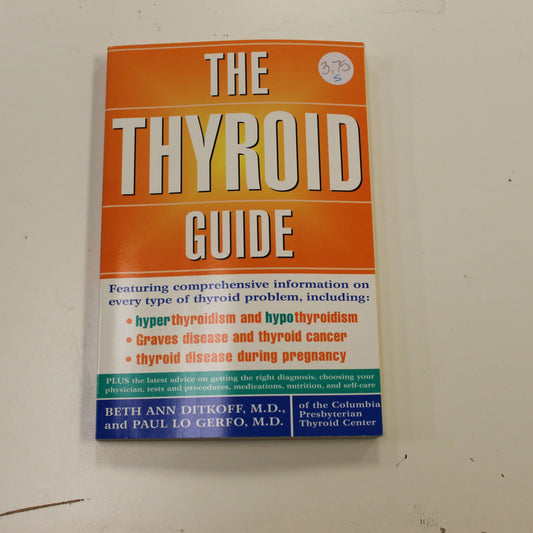 THE
3.75
S
THYROID
GUIDE
Featuring comprehensive information on
every type of thyroid problem, including:
• hyperthyroidism and hypothyroidism
• Graves disease and thyroid cancer
• thyroid disease during pregnancy
PLUS the latest advice on getting the right diagnosis, choosing your
physician, tests and procedures, medications, nutrition, and self-care
BETH ANN DITKOFF, M.D.,
and PAUL LO GERFO, M.D.
of the Columbia
Presbyterian
Thyroid Center